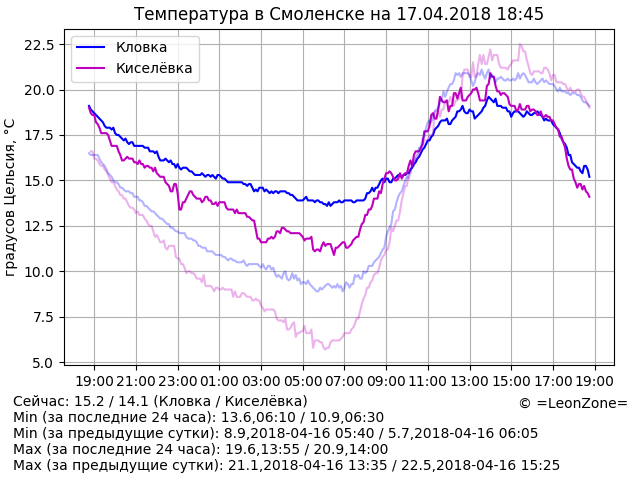 Температура в Смоленске на 17.04.2018 18:45
Кловка
Киселёвка
градусов Цельсия, °C
22.5
20.0
17.5
15.0
12.5
10.0
7.5
5.0
19:00 21:00 23:00 01:00 03:00 05:00 07:00 09:00 11:00 13:00 15:00 17:00 19:00
Сейчас: 15.2 / 14.1 (Кловка / Киселёвка)
© =LeonZone=
Min (за последние 24 часа): 13.6,06:10 / 10.9,06:30
Min (за предыдущие сутки): 8.9,2018-04-16 05:40 / 5.7,2018-04-16 06:05
Max (за последние 24 часа): 19.6,13:55 / 20.9,14:00
Max (за предыдущие сутки): 21.1,2018-04-16 13:35 / 22.5,2018-04-16 15:25